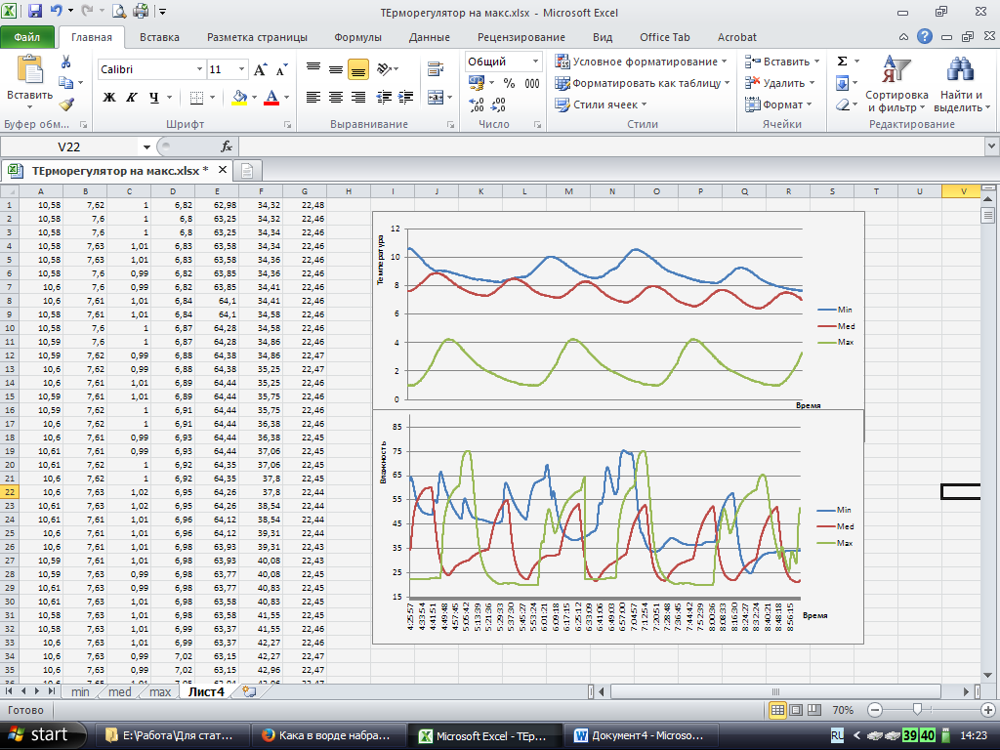 ТЕрморегулятор на макс.xlsx - Microsoft Excel
Файл Главная Вставка Разметка страницы Формулы Данные Рецензирование Вид Office Tab Acrobat
Вставить Calibri 11 Общий Условное форматирование Вставить Сортировка и фильтр Найти и выделить
Ж К Ч % 000 Форматировать как таблицу Удалить
Стили ячеек Формат
Буфер обм... Шрифт Выравнивание Число Стили Ячейки Редактирование
V22 fx
ТЕрморегулятор на макс.xlsx *
A B C D E F G H I J K L M N O P Q R S T U V
1 10,58 7,62 1 6,82 62,98 34,32 22,48
2 10,58 7,6 1 6,8 63,25 34,32 22,46
3 10,58 7,6 1 6,8 63,25 34,34 22,46
4 10,58 7,63 1,01 6,83 63,58 34,34 22,46
5 10,58 7,63 1,01 6,83 63,58 34,36 22,46
6 10,58 7,6 0,99 6,82 63,85 34,36 22,46
7 10,6 7,6 0,99 6,82 63,85 34,41 22,46
8 10,6 7,61 1,01 6,84 64,1 34,41 22,46
9 10,58 7,61 1,01 6,84 64,1 34,58 22,46
10 10,58 7,6 1 6,87 64,28 34,58 22,46
11 10,59 7,6 1 6,87 64,28 34,86 22,46
12 10,59 7,62 0,99 6,88 64,38 34,86 22,47
13 10,6 7,62 0,99 6,88 64,38 35,25 22,47
14 10,6 7,61 1,01 6,89 64,44 35,25 22,46
15 10,59 7,61 1,01 6,89 64,44 35,75 22,46
16 10,59 7,62 1 6,91 64,44 35,75 22,46
17 10,6 7,62 1 6,91 64,44 36,38 22,46
18 10,6 7,61 0,99 6,93 64,44 36,38 22,45
19 10,61 7,61 0,99 6,93 64,44 37,06 22,45
20 10,61 7,62 1 6,92 64,35 37,06 22,45
21 10,6 7,62 1 6,92 64,35 37,8 22,45
22 10,6 7,63 1,02 6,95 64,26 37,8 22,44
23 10,61 7,63 1,02 6,95 64,26 38,54 22,44
24 10,61 7,61 1,01 6,96 64,12 38,54 22,44
25 10,6 7,61 1,01 6,96 64,12 39,31 22,44
26 10,6 7,61 1,01 6,98 63,93 39,31 22,43
27 10,59 7,61 1,01 6,98 63,93 40,08 22,43
28 10,59 7,63 0,99 6,98 63,77 40,08 22,45
29 10,61 7,63 0,99 6,98 63,77 40,83 22,45
30 10,61 7,63 1,01 6,98 63,58 40,83 22,45
31 10,58 7,63 1,01 6,98 63,58 41,55 22,45
32 10,58 7,63 1,01 6,99 63,37 41,55 22,46
33 10,6 7,63 1,01 6,99 63,37 42,27 22,46
34 10,6 7,63 0,99 7,02 63,15 42,27 22,47
35 10,6 7,63 0,99 7,02 63,15 42,96 22,47
Температура
12
10
8
6
4
2
0
Min
Med
Max
Время
Влажность
85
75
65
55
45
35
25
15
Min
Med
Max
4:25:57 4:33:54 4:41:51 4:49:48 4:57:45 5:05:42 5:13:39 5:21:36 5:29:33 5:37:30 5:45:27 5:53:24 6:01:21 6:09:18 6:17:15 6:25:12 6:33:09 6:41:06 6:49:03 6:57:00 7:04:57 7:12:54 7:20:51 7:28:48 7:36:45 7:44:42 7:52:39 8:00:36 8:08:33 8:16:30 8:24:27 8:32:24 8:40:21 8:48:18 8:56:15
Время
min med max Лист4
Готово 70%
start E:\Работа\Для стат... Кака в ворде набра... Microsoft Excel - ТЕр... Документ4 - Microso... RL 39 40 14:23